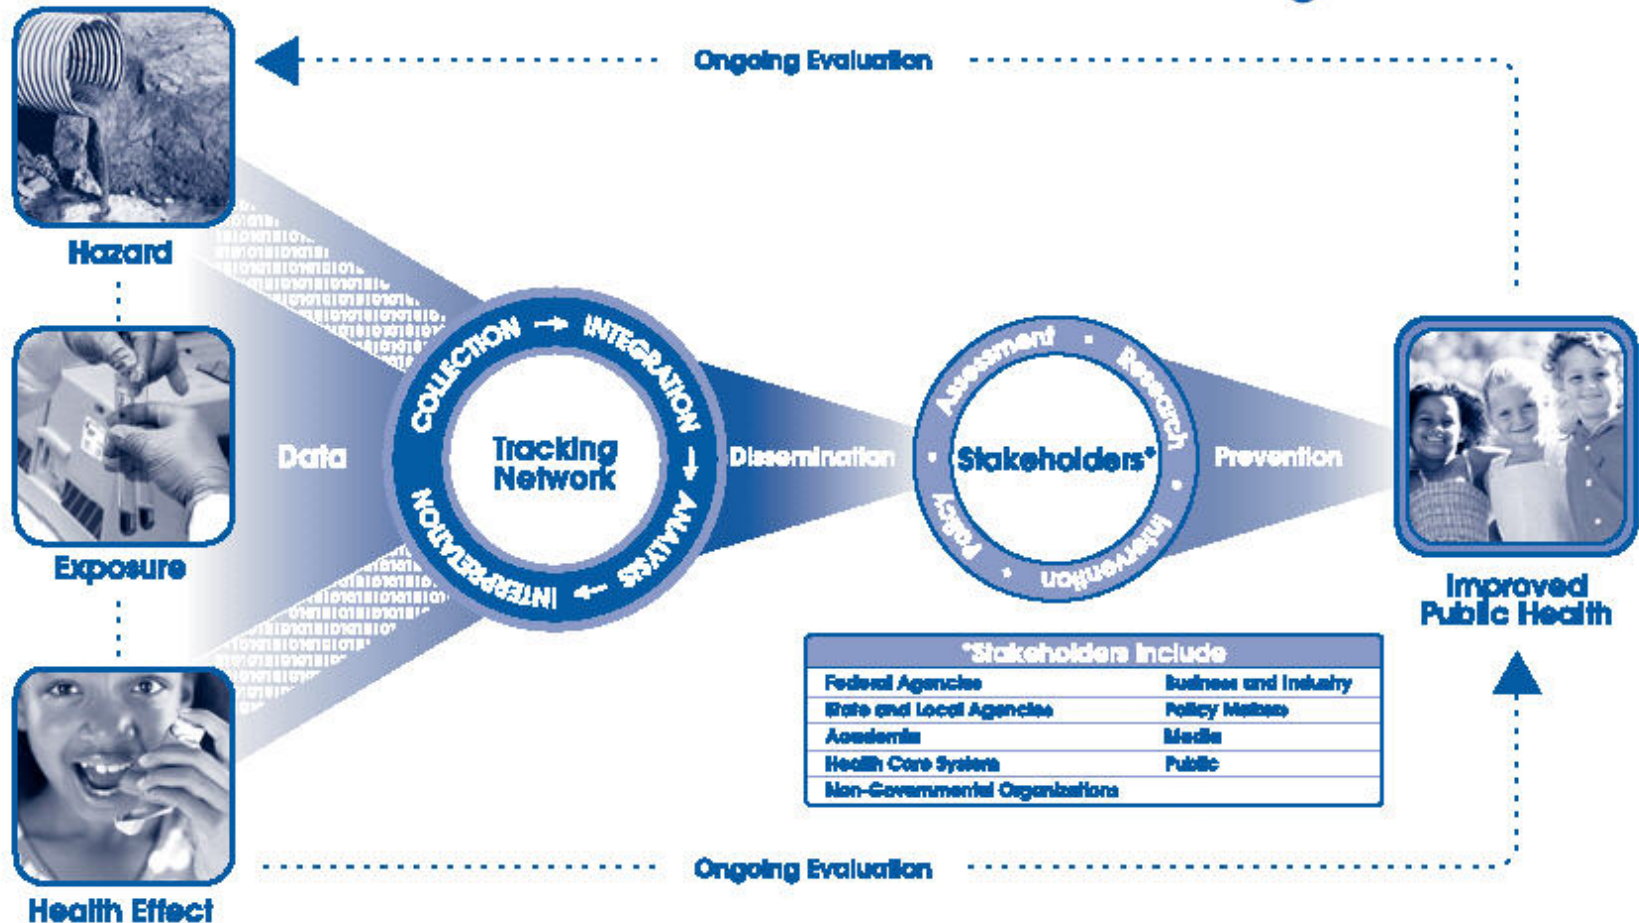 Ongoing Evaluation
Hazard
Exposure
Health Effect
Data
COLLECTION → INTEGRATION → ANALYSIS → INTERPRETATION
Tracking
Network
Dissemination
Assessment • Research • Intervention • Policy •
Stakeholders*
Prevention
Improved
Public Health
*Stakeholders Include
Federal Agencies
Business and Industry
State and Local Agencies
Policy Makers
Academia
Media
Health Care System
Public
Non-Governmental Organizations
Ongoing Evaluation